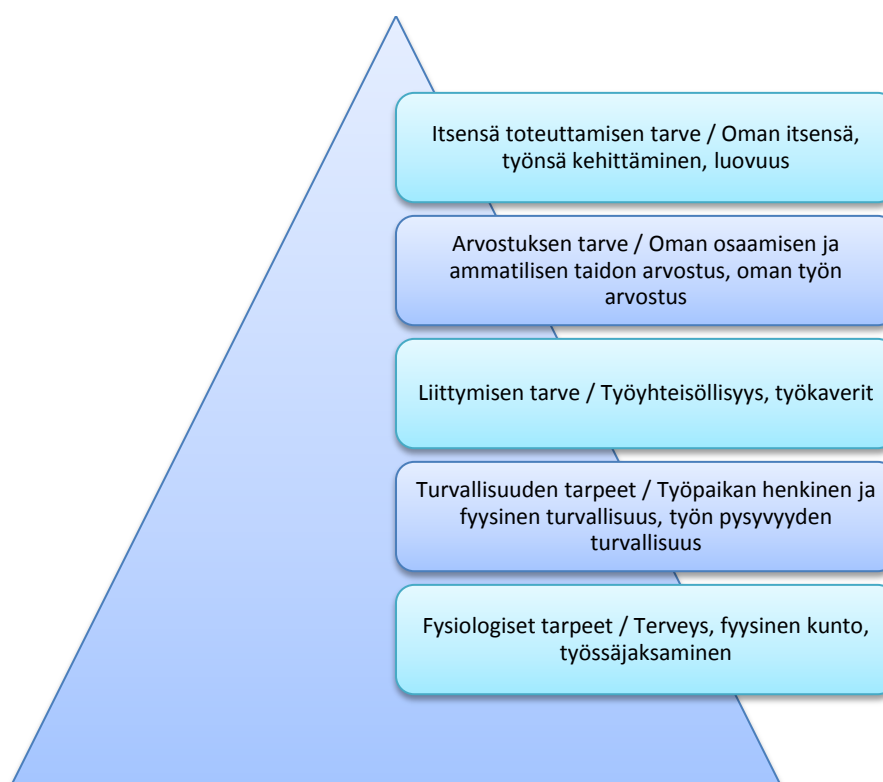 Itsensä toteuttamisen tarve / Oman itsensä,
työnsä kehittäminen, luovuus
Arvostuksen tarve / Oman osaamisen ja
ammatilisen taidon arvostus, oman työn
arvostus
Liittymisen tarve / Työyhteisöllisyys, työkaverit
Turvallisuuden tarpeet / Työpaikan henkinen ja
fyysinen turvallisuus, työn pysyvyyden
turvallisuus
Fysiologiset tarpeet / Terveys, fyysinen kunto,
työssäjaksaminen